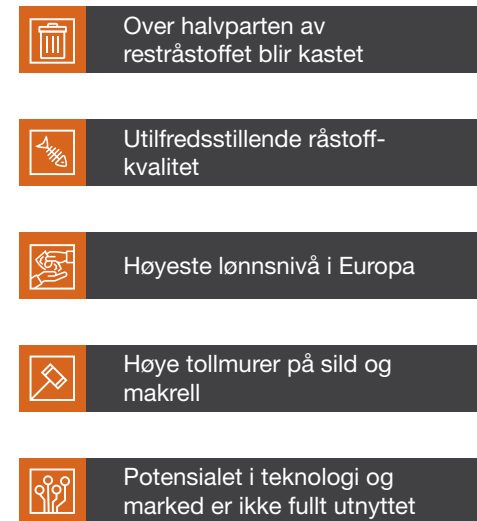 Over halvparten av
restråstoffet blir kastet
Utilfredsstillende råstoff-
kvalitet
Høyeste lønnsnivå i Europa
Høye tollmurer på sild og
makrell
Potensialet i teknologi og
marked er ikke fullt utnyttet